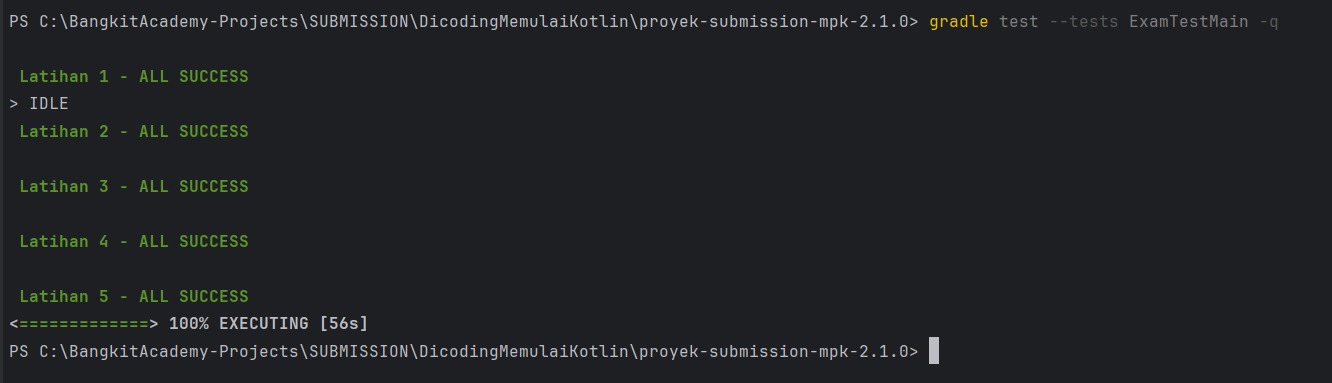 PS C:\BangkitAcademy-Projects\SUBMISSION\DicodingMemulaiKotlin\proyek-submission-mpk-2.1.0> gradle test --tests ExamTestMain -q
Latihan 1 - ALL SUCCESS
> IDLE
Latihan 2 - ALL SUCCESS
Latihan 3 - ALL SUCCESS
Latihan 4 - ALL SUCCESS
Latihan 5 - ALL SUCCESS
<=============> 100% EXECUTING [56s]
PS C:\BangkitAcademy-Projects\SUBMISSION\DicodingMemulaiKotlin\proyek-submission-mpk-2.1.0>